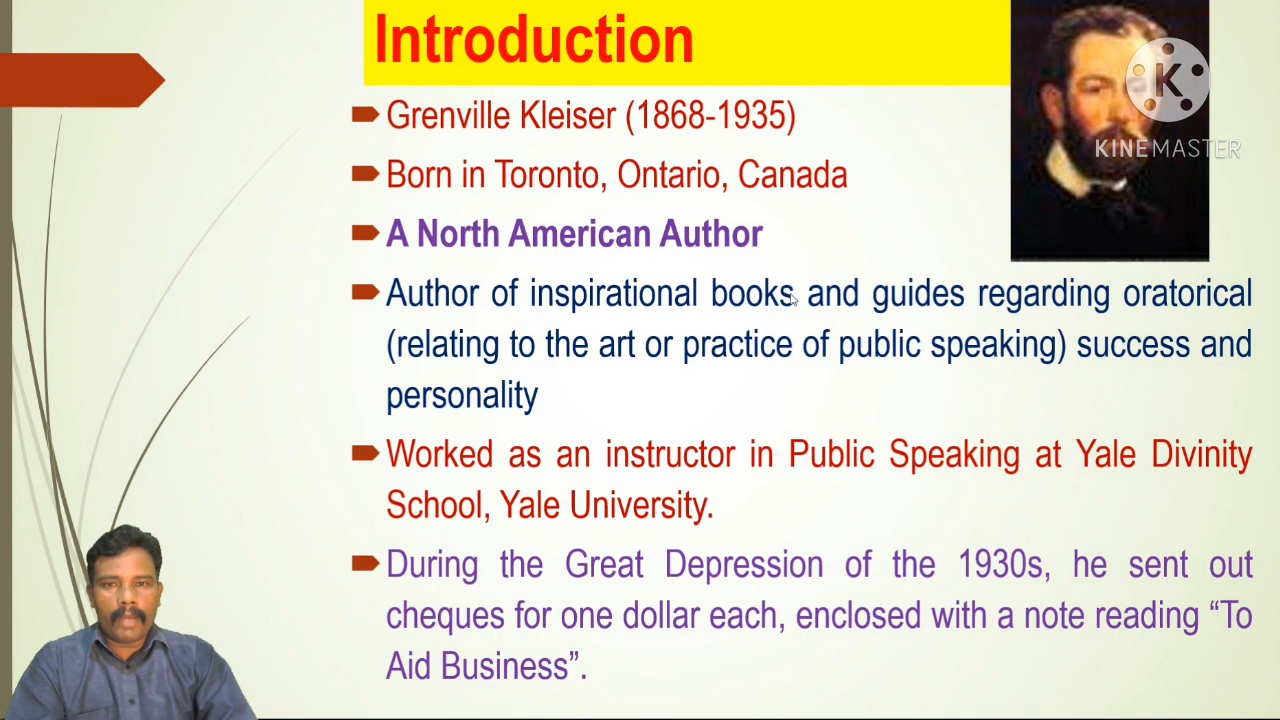 Introduction
K
KINEMASTER
Grenville Kleiser (1868-1935)
Born in Toronto, Ontario, Canada
A North American Author
Author of inspirational books and guides regarding oratorical
(relating to the art or practice of public speaking) success and
personality
Worked as an instructor in Public Speaking at Yale Divinity
School, Yale University.
During the Great Depression of the 1930s, he sent out
cheques for one dollar each, enclosed with a note reading “To
Aid Business”.